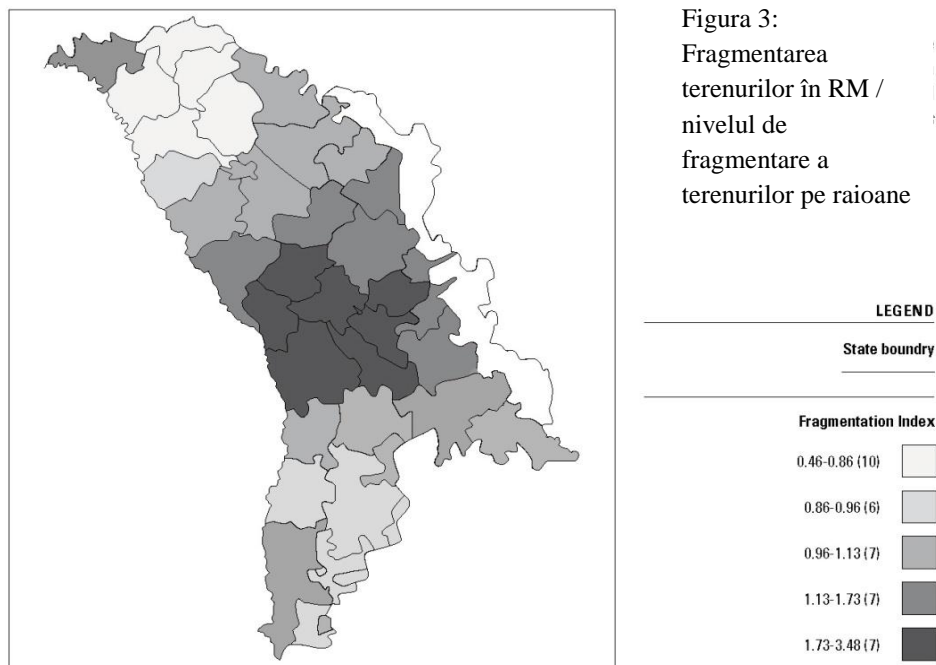 Figura 3:
Fragmentarea
terenurilor în RM /
nivelul de
fragmentare a
terenurilor pe raioane
LEGEND
State boundry
Fragmentation Index
0.46-0.86 (10)
0.86-0.96 (6)
0.96-1.13 (7)
1.13-1.73 (7)
1.73-3.48 (7)